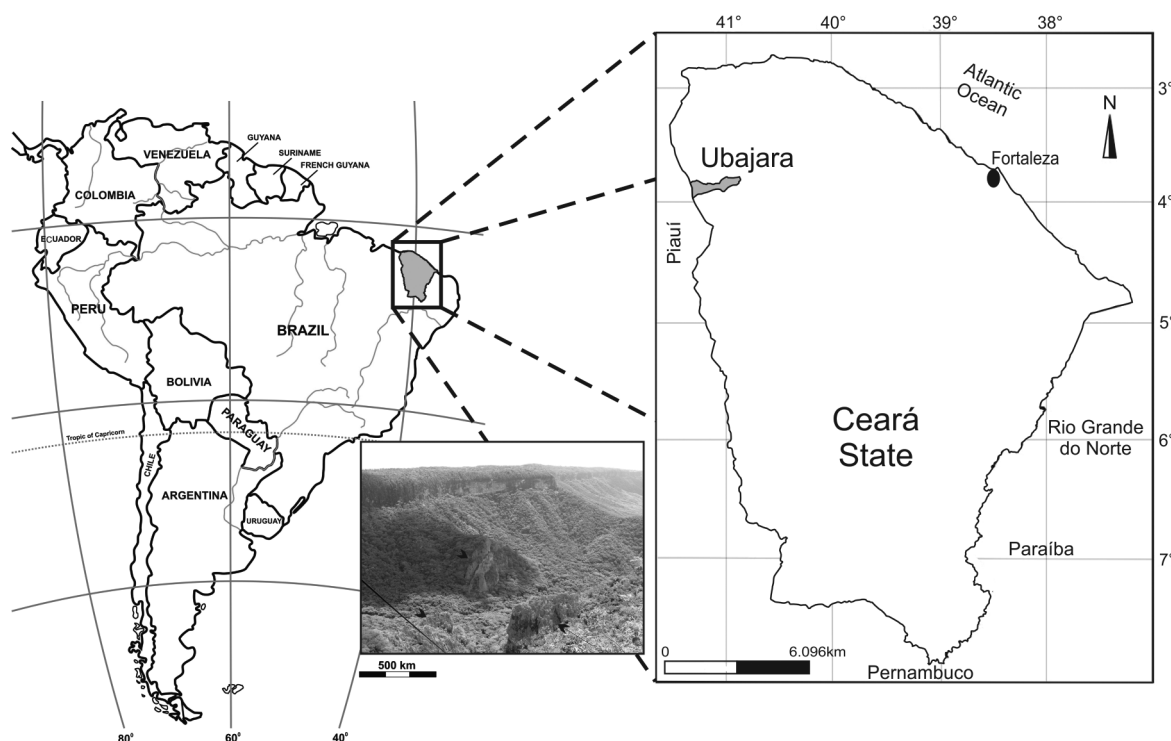 GUYANA
SURINAME
FRENCH GUYANA
VENEZUELA
COLOMBIA
ECUADOR
PERU
BRAZIL
BOLIVIA
PARAGUAY
Tropic of Capricorn
CHILE
ARGENTINA
URUGUAY
500 km
80°
60°
40°
41°
40°
39°
38°
Atlantic
Ocean
3°
N
Ubajara
Fortaleza
4°
Piauí
5°
Ceará
State
Rio Grande
do Norte
6°
Paraíba
7°
0
6.096km
Pernambuco